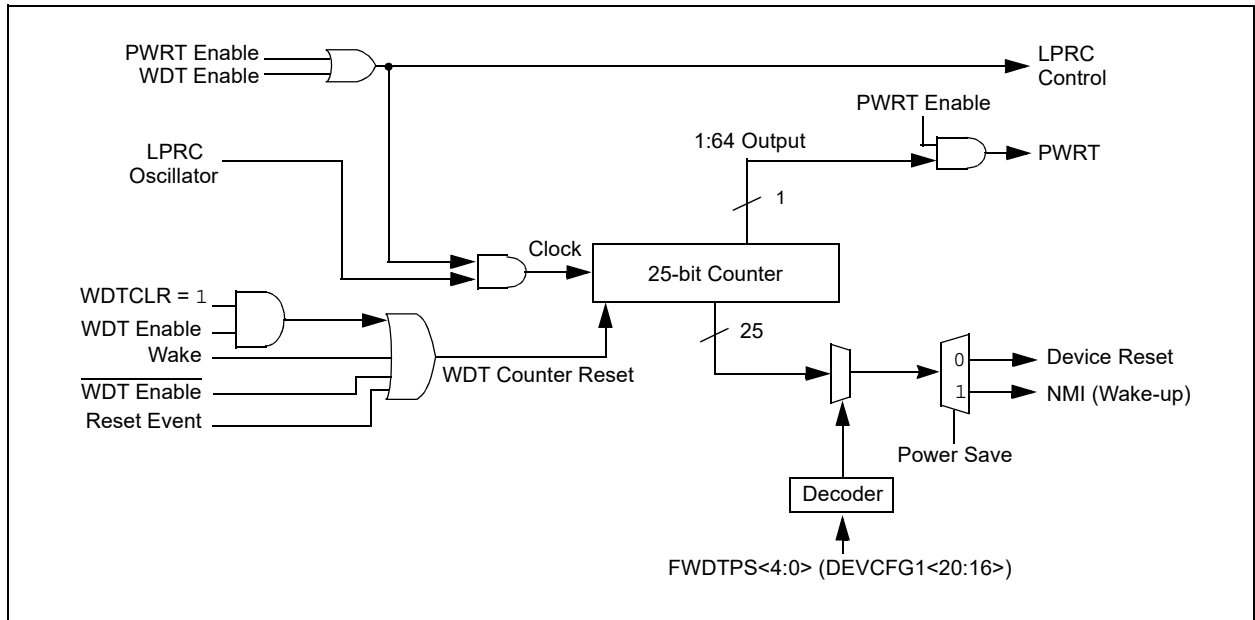 PWRT Enable
WDT Enable
LPRC
Control
PWRT Enable
1:64 Output
PWRT
LPRC
Oscillator
1
Clock
25-bit Counter
WDTCLR = 1
WDT Enable
Wake
WDT Enable
Reset Event
WDT Counter Reset
25
0
1
Device Reset
NMI (Wake-up)
Power Save
Decoder
FWDTPS<4:0> (DEVCFG1<20:16>)